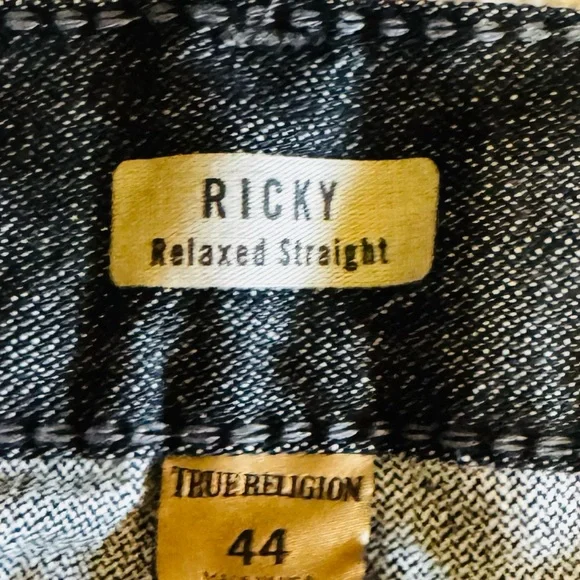 RICKY
Relaxed Straight
TRUE RELIGION
44